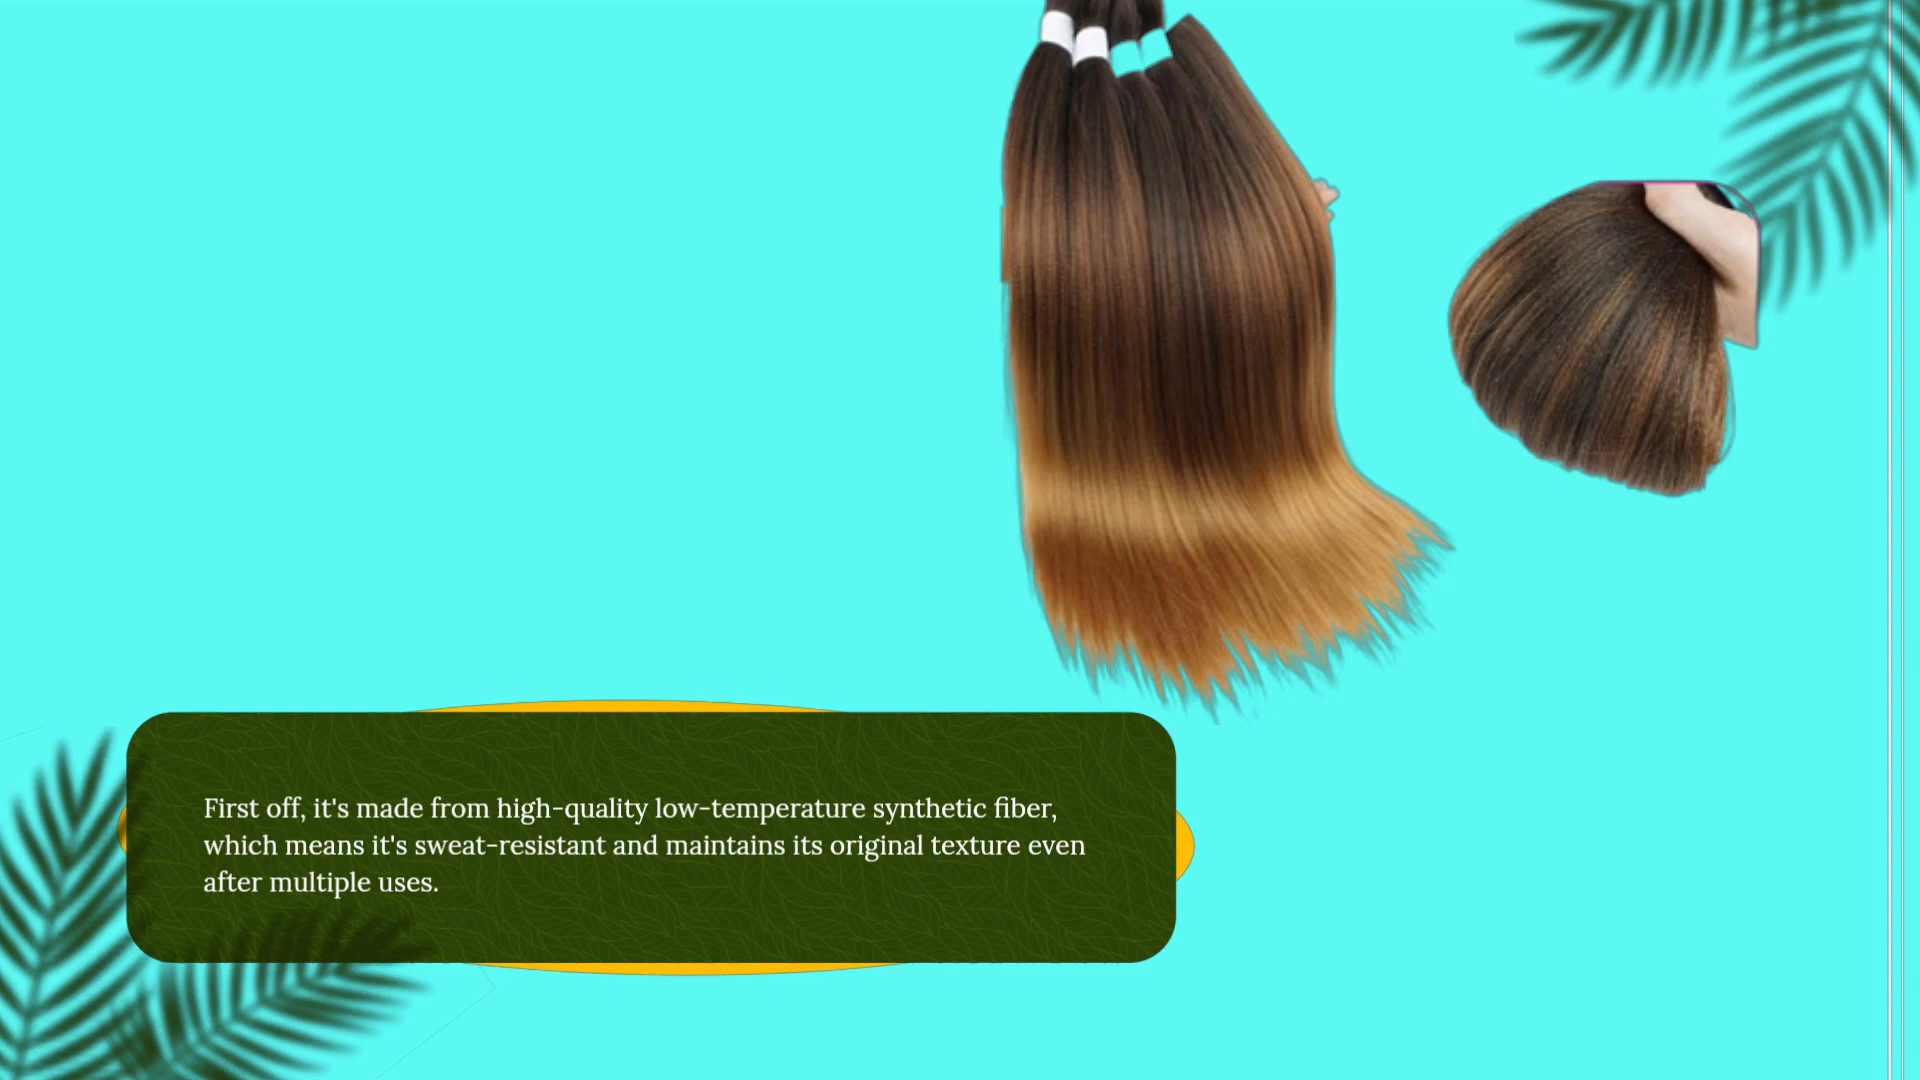 First off, it's made from high-quality low-temperature synthetic fiber,
which means it's sweat-resistant and maintains its original texture even
after multiple uses.